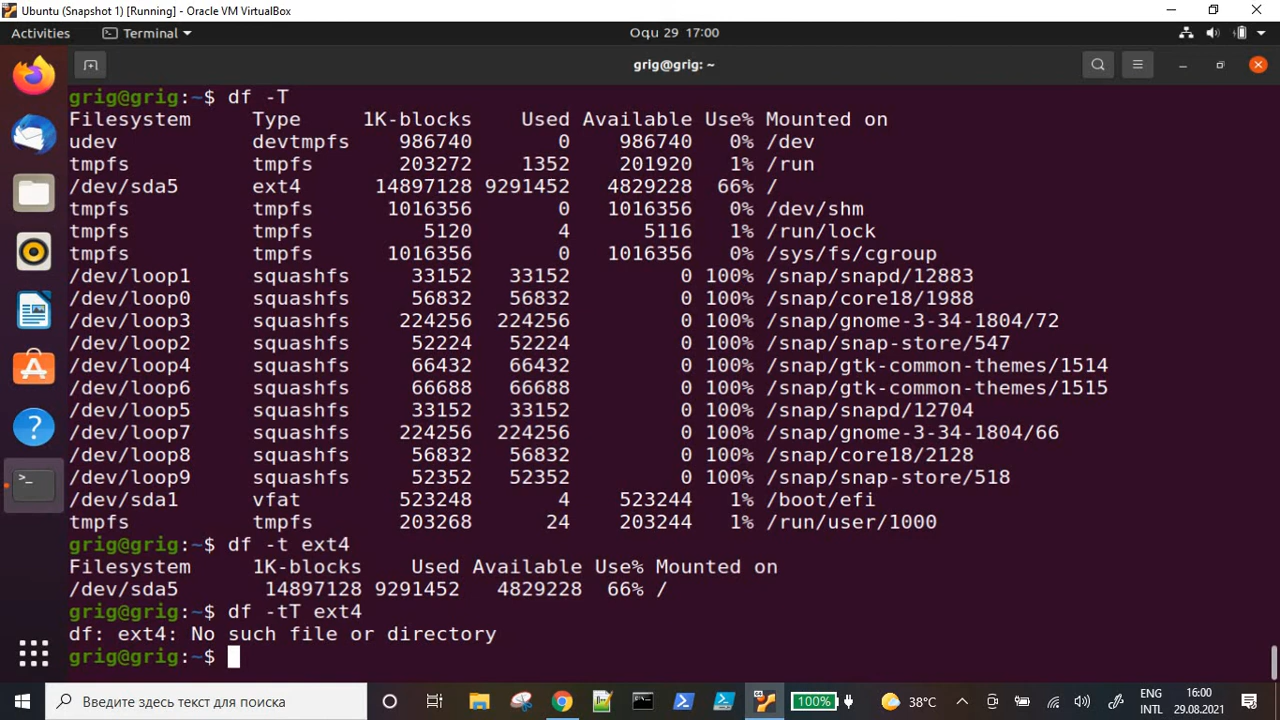 Ubuntu (Snapshot 1) [Running] - Oracle VM VirtualBox
Activities Terminal Օգս 29 17:00
grig@grig: ~
grig@grig:~$ df -T
Filesystem Type 1K-blocks Used Available Use% Mounted on
udev devtmpfs 986740 0 986740 0% /dev
tmpfs tmpfs 203272 1352 201920 1% /run
/dev/sda5 ext4 14897128 9291452 4829228 66% /
tmpfs tmpfs 1016356 0 1016356 0% /dev/shm
tmpfs tmpfs 5120 4 5116 1% /run/lock
tmpfs tmpfs 1016356 0 1016356 0% /sys/fs/cgroup
/dev/loop1 squashfs 33152 33152 0 100% /snap/snapd/12883
/dev/loop0 squashfs 56832 56832 0 100% /snap/core18/1988
/dev/loop3 squashfs 224256 224256 0 100% /snap/gnome-3-34-1804/72
/dev/loop2 squashfs 52224 52224 0 100% /snap/snap-store/547
/dev/loop4 squashfs 66432 66432 0 100% /snap/gtk-common-themes/1514
/dev/loop6 squashfs 66688 66688 0 100% /snap/gtk-common-themes/1515
/dev/loop5 squashfs 33152 33152 0 100% /snap/snapd/12704
/dev/loop7 squashfs 224256 224256 0 100% /snap/gnome-3-34-1804/66
/dev/loop8 squashfs 56832 56832 0 100% /snap/core18/2128
/dev/loop9 squashfs 52352 52352 0 100% /snap/snap-store/518
/dev/sda1 vfat 523248 4 523244 1% /boot/efi
tmpfs tmpfs 203268 24 203244 1% /run/user/1000
grig@grig:~$ df -t ext4
Filesystem 1K-blocks Used Available Use% Mounted on
/dev/sda5 14897128 9291452 4829228 66% /
grig@grig:~$ df -tT ext4
df: ext4: No such file or directory
grig@grig:~$
Введите здесь текст для поиска 100% 38°C ENG 16:00
INTL 29.08.2021